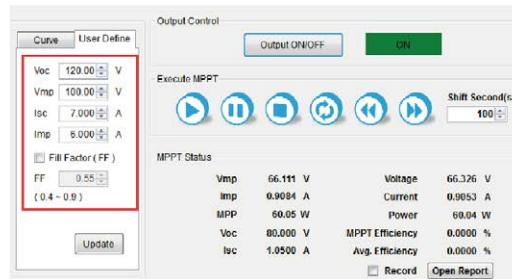 Curve User Define
Voc 120.00 V
Vmp 100.00 V
Isc 7.000 A
Imp 6.000 A
Fill Factor ( FF )
FF 0.55
( 0.4 ~ 0.9 )
Update
Output Control
Output ON/OFF ON
Execute MPPT
Shift Second(s
100
MPPT Status
Vmp 66.111 V Voltage 66.326 V
Imp 0.9084 A Current 0.9053 A
MPP 60.05 W Power 60.04 W
Voc 80.000 V MPPT Efficiency 0.0000 %
Isc 1.0500 A Avg. Efficiency 0.0000 %
Record Open Report